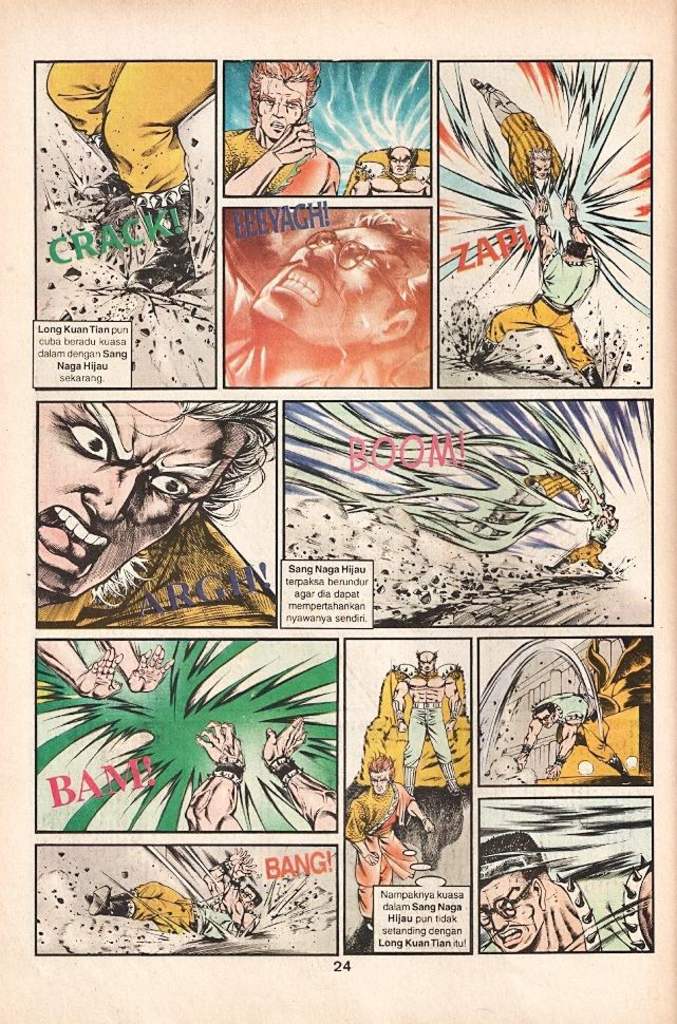 CRACK!
Long Kuan Tian pun
cuba beradu kuasa
dalam dengan Sang
Naga Hijau
sekarang.
EEEYAGH!
ZAP!
ARGH!
BOOM!
Sang Naga Hijau
terpaksa berundur
agar dia dapat
mempertahankan
nyawanya sendiri.
BAM!
BANG!
Nampaknya kuasa
dalam Sang Naga
Hijau pun tidak
setanding dengan
Long Kuan Tian itu!
24